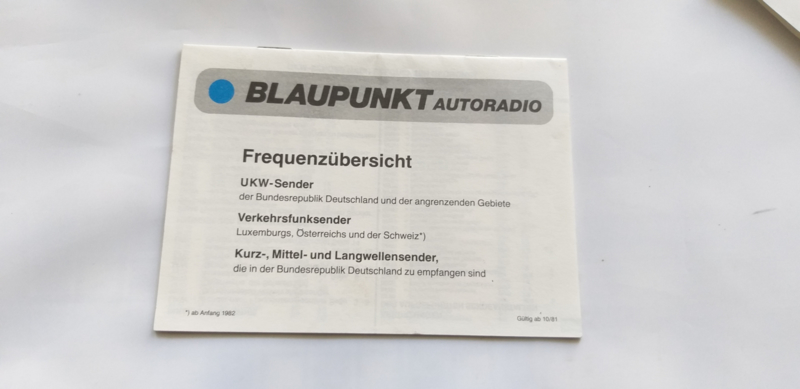 BLAUPUNKT AUTORADIO
Frequenzübersicht
UKW-Sender
der Bundesrepublik Deutschland und der angrenzenden Gebiete
Verkehrsfunksender
Luxemburgs, Österreichs und der Schweiz*)
Kurz-, Mittel- und Langwellensender,
die in der Bundesrepublik Deutschland zu empfangen sind
*) ab Anfang 1982
Gültig ab 10/81